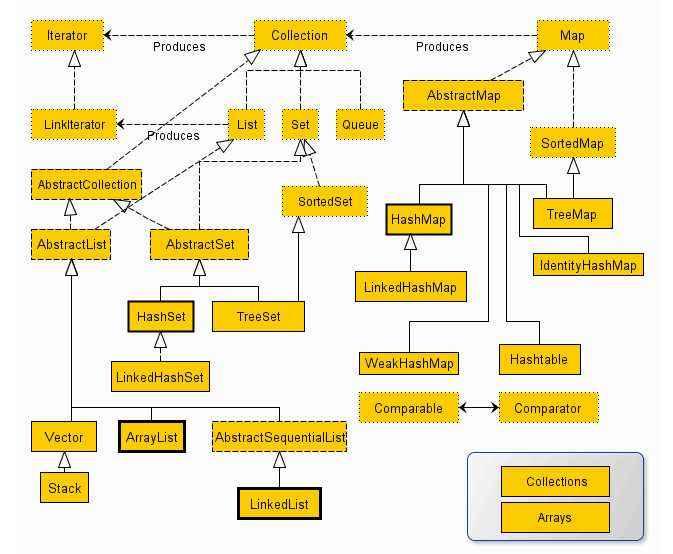 Iterator
Collection
Map
Produces
Produces
AbstractMap
LinkIterator
List
Set
Queue
Produces
SortedMap
AbstractCollection
SortedSet
HashMap
TreeMap
AbstractList
AbstractSet
IdentityHashMap
LinkedHashMap
HashSet
TreeSet
WeakHashMap
Hashtable
LinkedHashSet
Comparable
Comparator
Vector
ArrayList
AbstractSequentialList
Stack
LinkedList
Collections
Arrays